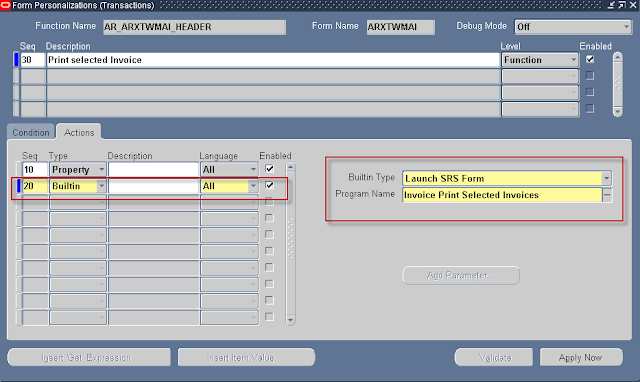 Form Personalizations (Transactions)
Function Name AR_ARXTWMAI_HEADER Form Name ARXTWMAI Debug Mode Off
Seq Description Level Enabled
30 Print selected Invoice Function
Condition Actions
Seq Type Description Language Enabled
10 Property All
20 Builtin All
Builtin Type Launch SRS Form
Program Name Invoice Print Selected Invoices
Add Parameter...
Insert 'Get' Expression... Insert Item Value... Validate Apply Now